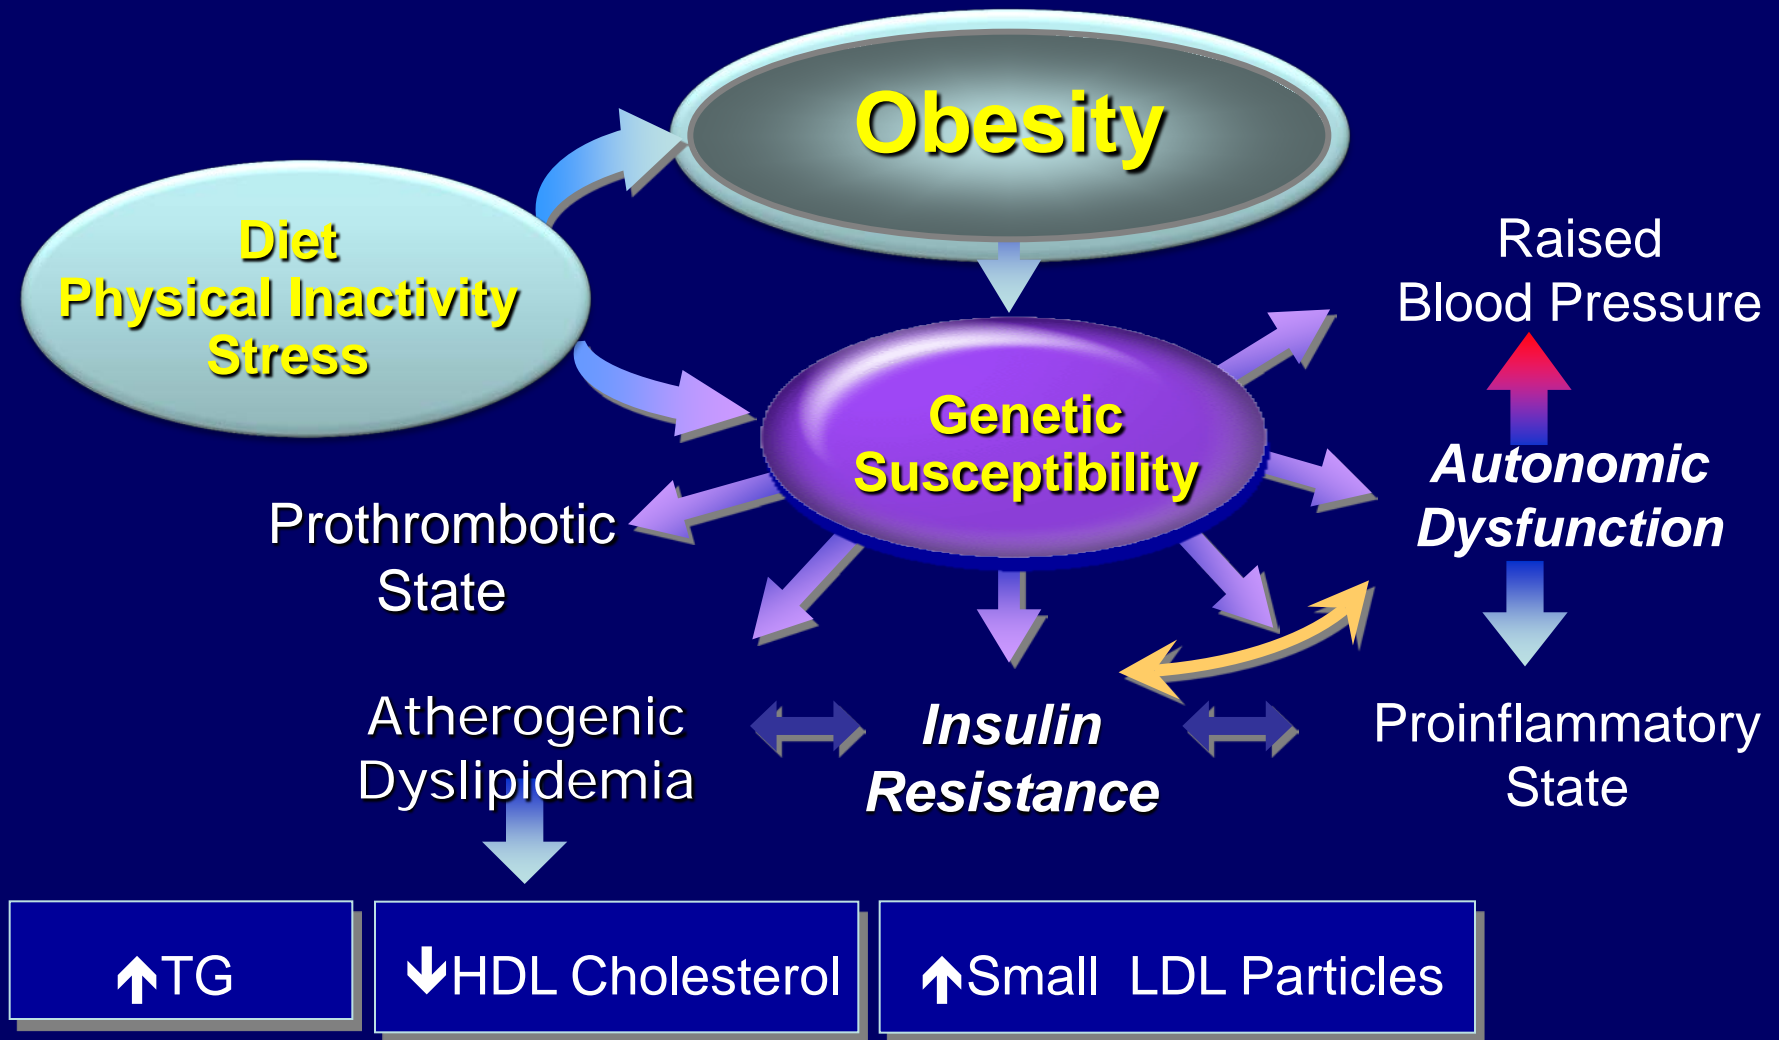 Obesity
Diet
Physical Inactivity
Stress
Raised
Blood Pressure
Genetic
Susceptibility
Autonomic
Dysfunction
Prothrombotic
State
Atherogenic
Dyslipidemia
Insulin
Resistance
Proinflammatory
State
↑TG
↓HDL Cholesterol
↑Small LDL Particles